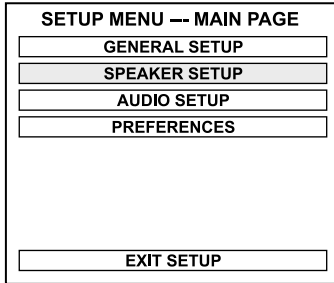 SETUP MENU --- MAIN PAGE
GENERAL SETUP
SPEAKER SETUP
AUDIO SETUP
PREFERENCES
EXIT SETUP